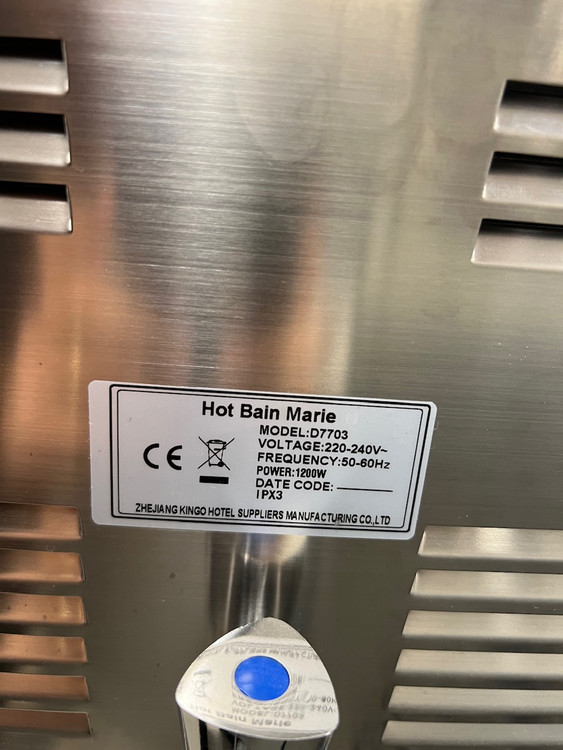 Hot Bain Marie
MODEL:D7703
VOLTAGE:220-240V~
FREQUENCY:50-60Hz
POWER:1200W
DATE CODE:
IPX3
CE
ZHEJIANG KINGO HOTEL SUPPLIERS MANUFACTURING CO.,LTD